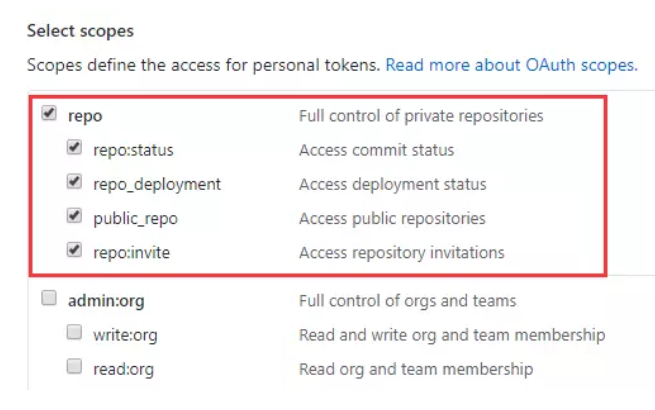 Select scopes
Scopes define the access for personal tokens. Read more about OAuth scopes.
repo Full control of private repositories
repo:status Access commit status
repo_deployment Access deployment status
public_repo Access public repositories
repo:invite Access repository invitations
admin:org Full control of orgs and teams
write:org Read and write org and team membership
read:org Read org and team membership